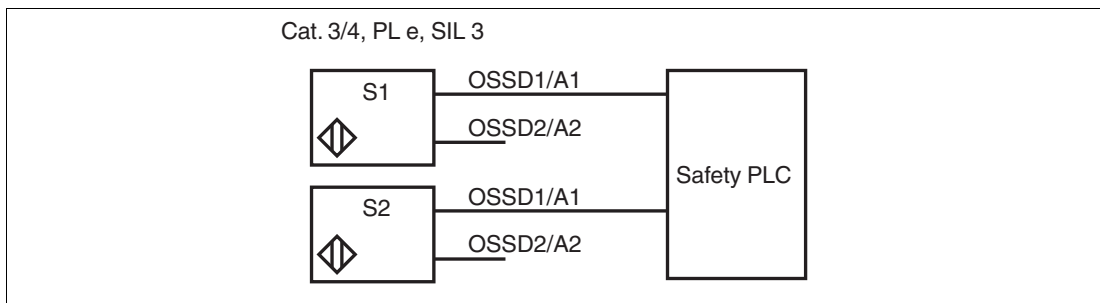 Cat. 3/4, PL e, SIL 3
S1
OSSD1/A1
OSSD2/A2
Safety PLC
S2
OSSD1/A1
OSSD2/A2